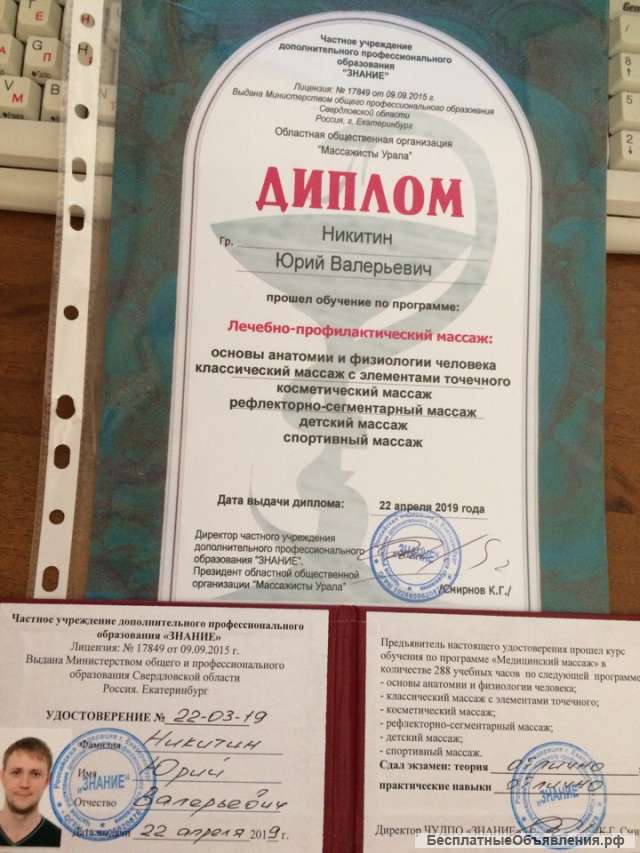 Частное учреждение
дополнительного профессионального
образования
"ЗНАНИЕ"
Лицензия: № 17849 от 09.09.2015 г.
Выдана Министерством общего профессионального образования
Свердловской области
Россия, г. Екатеринбург
Областная общественная организация
"Массажисты Урала"
ДИПЛОМ
Гр. Никитин
Юрий Валерьевич
прошел обучение по программе:
Лечебно-профилактический массаж:
основы анатомии и физиологии человека
классический массаж с элементами точечного
косметический массаж
рефлекторно-сегментарный массаж
детский массаж
спортивный массаж
Дата выдачи диплома: 22 апреля 2019 года
Директор частного учреждения
дополнительного профессионального
образования "ЗНАНИЕ".
Президент областной общественной
организации "Массажисты Урала"
/Смирнов К.Г./
ЗНАНИЕ
Частное учреждение дополнительного профессионального
образования «ЗНАНИЕ»
Лицензия: № 17849 от 09.09.2015 г.
Выдана Министерством общего и профессионального
образования Свердловской области
Россия. Екатеринбург
УДОСТОВЕРЕНИЕ № 22-03-19
Фамилия Никитин
Имя Юрий
Отчество Валерьевич
22 апреля 2019 г.
"ЗНАНИЕ"
Предъявитель настоящего удостоверения прошел курс
обучения по программе «Медицинский массаж» в
количестве 288 учебных часов по следующей программе
- основы анатомии и физиологии человека;
- классический массаж с элементами точечного;
- косметический массаж;
- рефлекторно-сегментарный массаж;
- детский массаж;
- спортивный массаж.
Сдал экзамен: теория отлично
практические навыки отлично
"ЗНАНИЕ"
Директор ЧУДПО «ЗНАНИЕ»
БесплатныеОбъявления.рф